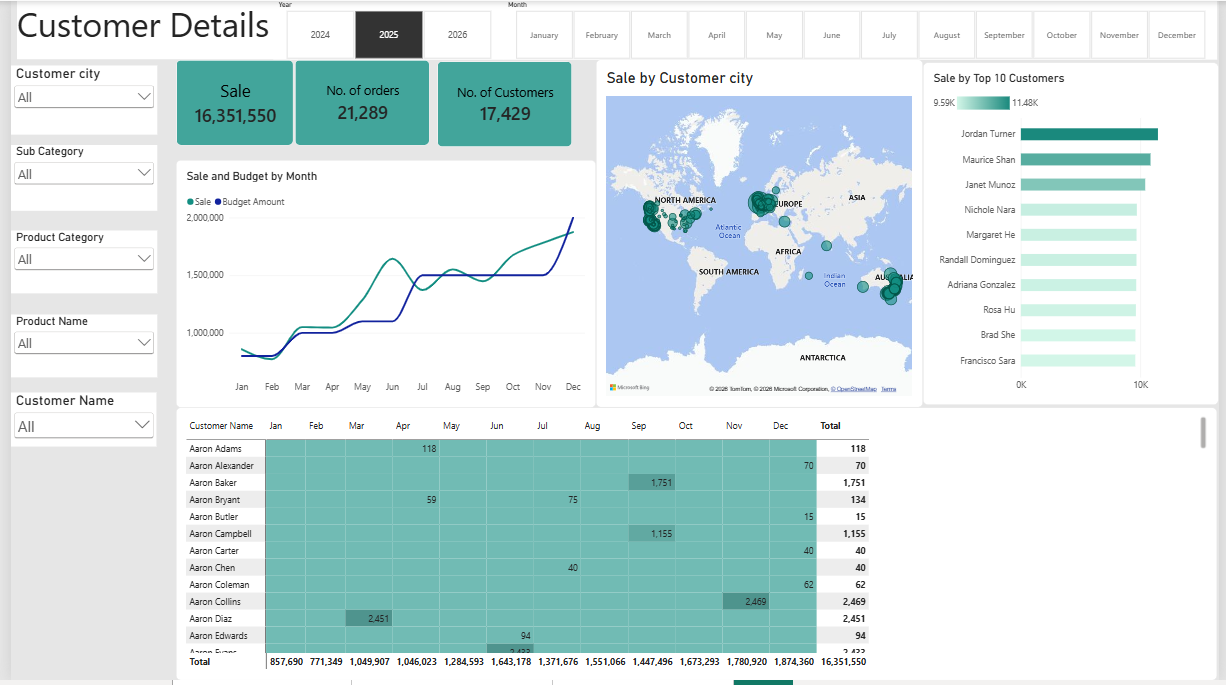 Customer Details
Year
2024
2025
2026
Month
January
February
March
April
May
June
July
August
September
October
November
December
Customer city
All
Sub Category
All
Product Category
All
Product Name
All
Customer Name
All
Sale
16,351,550
No. of orders
21,289
No. of Customers
17,429
Sale and Budget by Month
Sale
Budget Amount
2,000,000
1,500,000
1,000,000
Jan Feb Mar Apr May Jun Jul Aug Sep Oct Nov Dec
Sale by Customer city
NORTH AMERICA
EUROPE
ASIA
Atlantic
Ocean
AFRICA
SOUTH AMERICA
Indian
Ocean
AUSTRALIA
ANTARCTICA
Microsoft Bing
© 2026 TomTom, © 2026 Microsoft Corporation, © OpenStreetMap Terms
Sale by Top 10 Customers
9.59K
11.48K
Jordan Turner
Maurice Shan
Janet Munoz
Nichole Nara
Margaret He
Randall Dominguez
Adriana Gonzalez
Rosa Hu
Brad She
Francisco Sara
0K
10K
Customer Name Jan Feb Mar Apr May Jun Jul Aug Sep Oct Nov Dec Total
Aaron Adams 118 118
Aaron Alexander 70 70
Aaron Baker 1,751 1,751
Aaron Bryant 59 75 134
Aaron Butler 15 15
Aaron Campbell 1,155 1,155
Aaron Carter 40 40
Aaron Chen 40 40
Aaron Coleman 62 62
Aaron Collins 2,469 2,469
Aaron Diaz 2,451 2,451
Aaron Edwards 94 94
Aaron Evans 2,433 2,433
Total 857,690 771,349 1,049,907 1,046,023 1,284,593 1,643,178 1,371,676 1,551,066 1,447,496 1,673,293 1,780,920 1,874,360 16,351,550